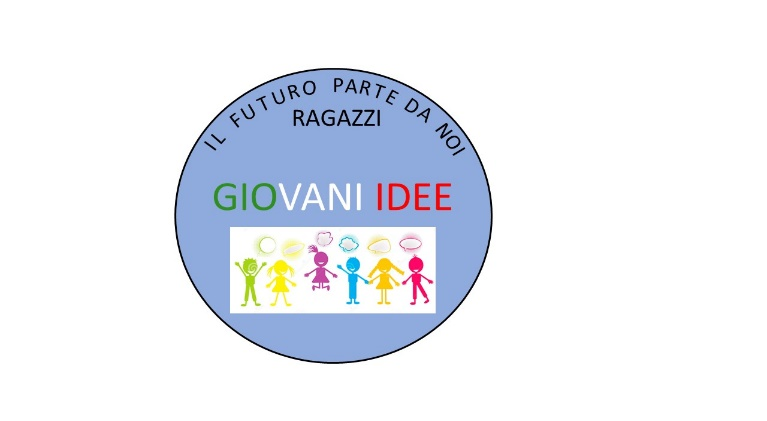 IL FUTURO PARTE DA NOI
RAGAZZI
GIOVANI IDEE